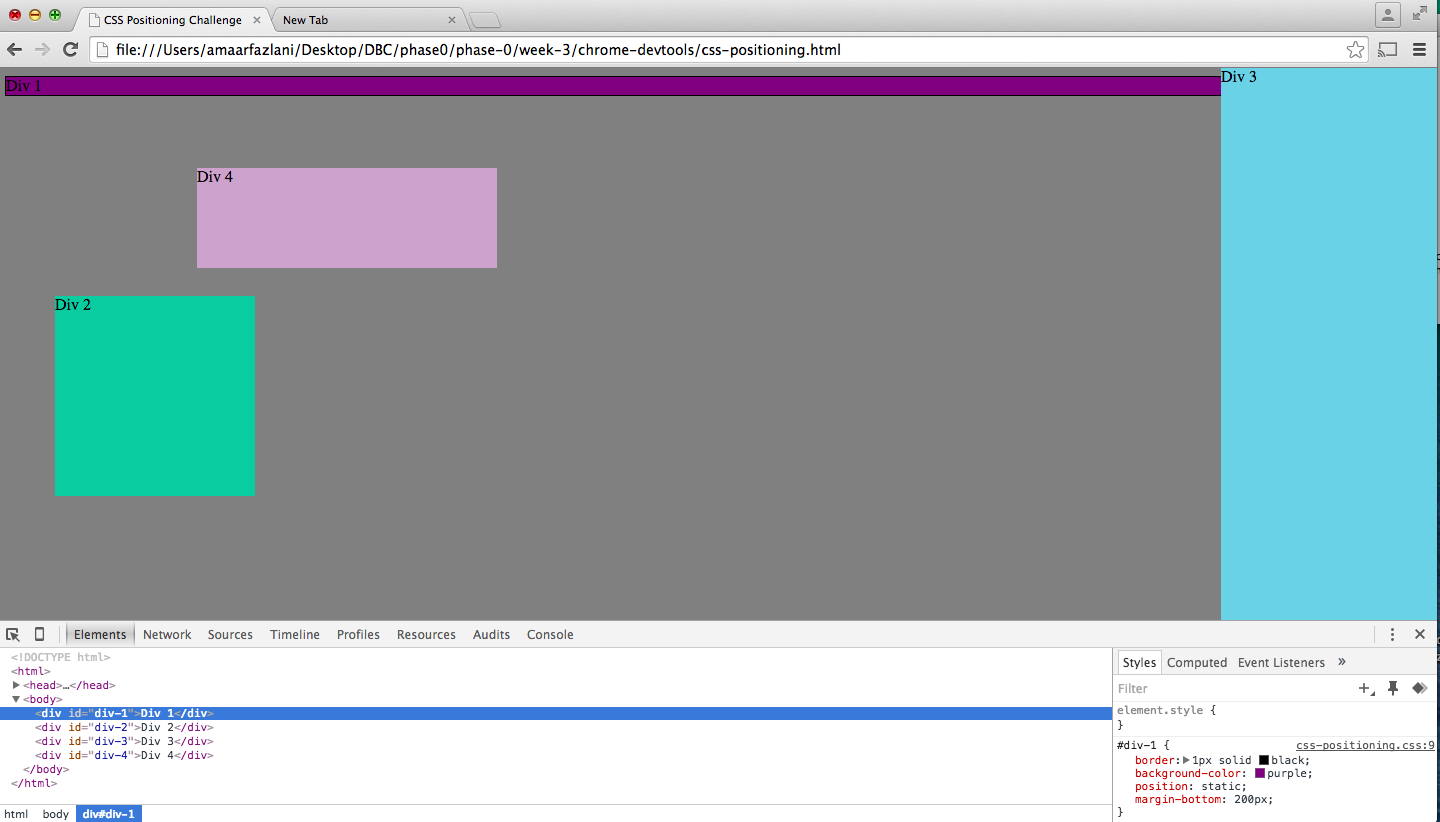 CSS Positioning Challenge
New Tab
file:///Users/amaarfazlani/Desktop/DBC/phase0/phase-0/week-3/chrome-devtools/css-positioning.html
Div 1
Div 3
Div 4
Div 2
Elements Network Sources Timeline Profiles Resources Audits Console
<!DOCTYPE html>
<html>
<head>…</head>
<body>
<div id="div-1">Div 1</div>
<div id="div-2">Div 2</div>
<div id="div-3">Div 3</div>
<div id="div-4">Div 4</div>
</body>
</html>
html body div#div-1
Styles Computed Event Listeners »
Filter
element.style {
}
#div-1 { css-positioning.css:9
border: 1px solid black;
background-color: purple;
position: static;
margin-bottom: 200px;
}